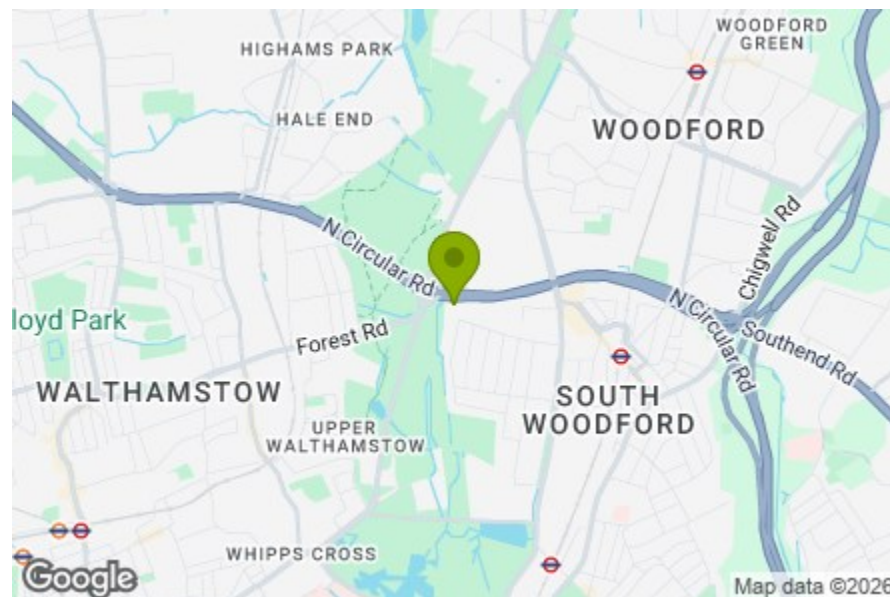 WOODFORD
GREEN
HIGHAMS PARK
HALE END
WOODFORD
Chigwell Rd
N Circular Rd
N Circular Rd
loyd Park
Forest Rd
Southend Rd
WALTHAMSTOW
SOUTH
WOODFORD
UPPER
WALTHAMSTOW
WHIPPS CROSS
Google
Map data ©2026